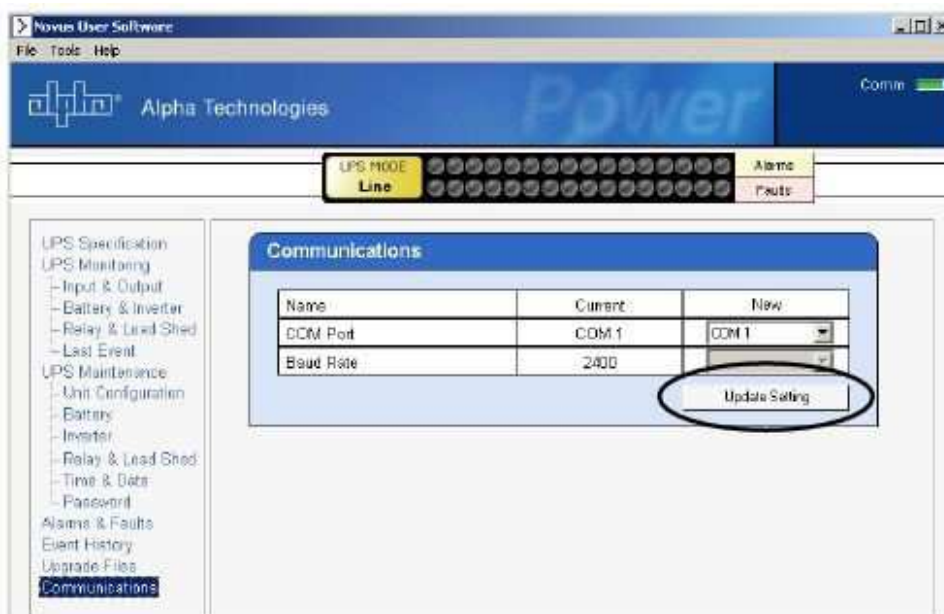 Novus User Software
File Tools Help
alpha® Alpha Technologies
Power
Comm
UPS MODE
Line
Alarms
Faults
UPS Specification
UPS Monitoring
Input & Output
Battery & Inverter
Relay & Load Shed
Last Event
UPS Maintenance
Unit Configuration
Battery
Inverter
Relay & Load Shed
Time & Date
Password
Alarms & Faults
Event History
Upgrade Files
Communications
Communications
Name Current New
COM Port COM 1 COM 1
Baud Rate 2400
Update Setting